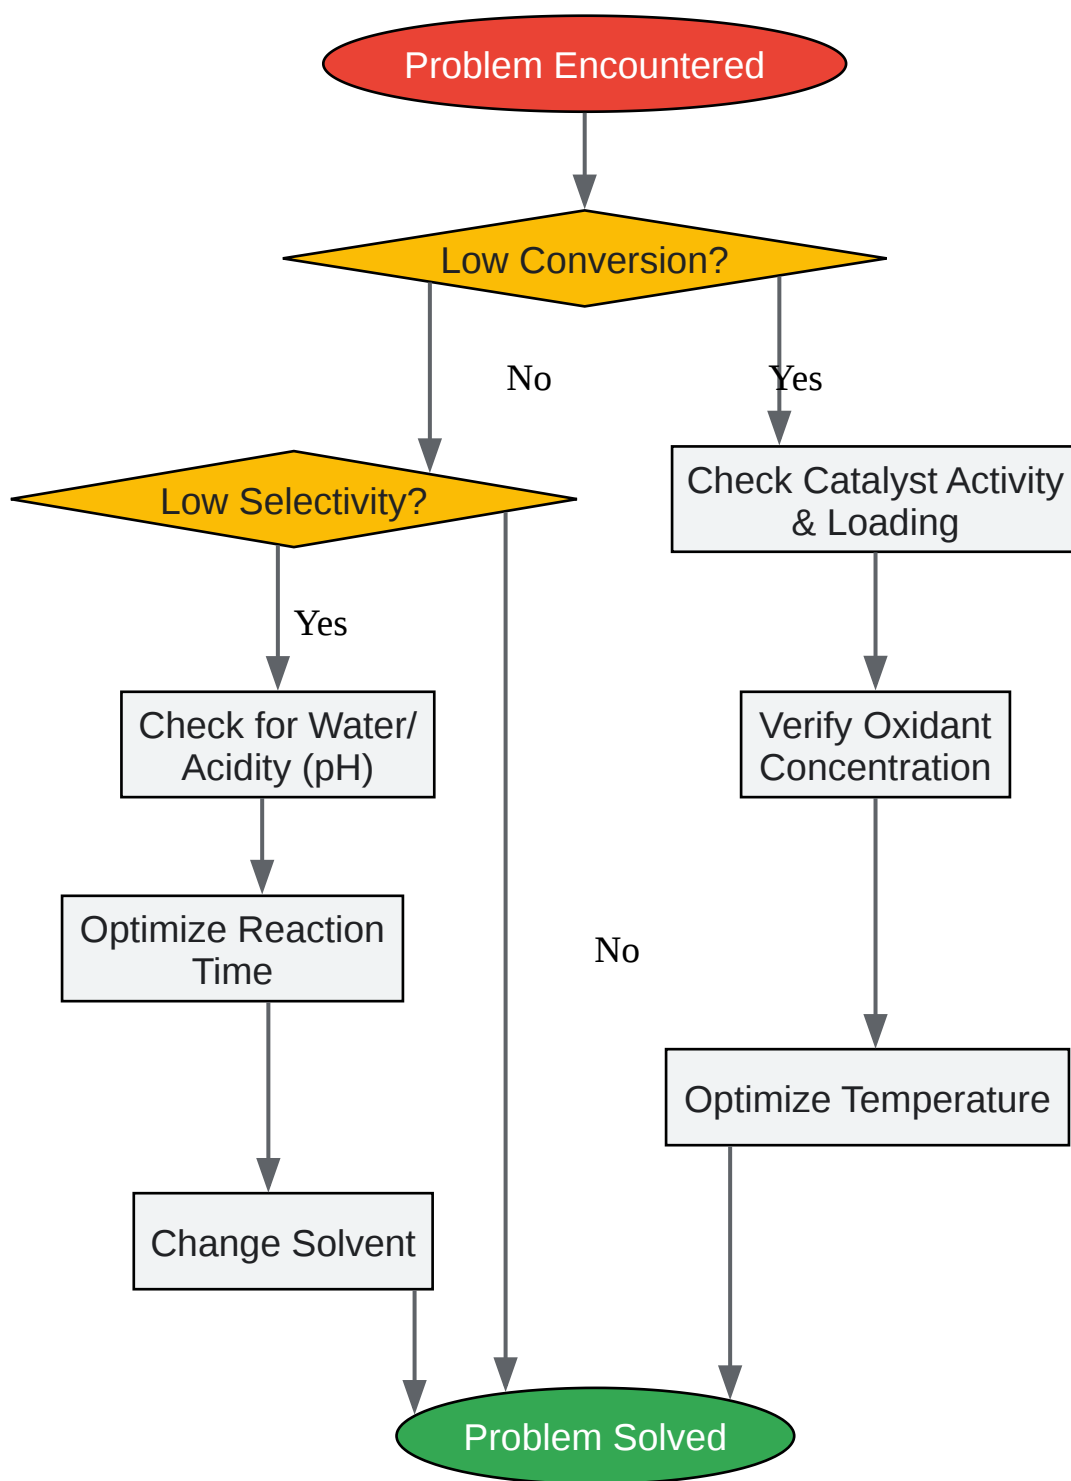 Problem Encountered
Low Conversion?
No
Yes
Check Catalyst Activity
& Loading
Low Selectivity?
Yes
Check for Water/
Acidity (pH)
Verify Oxidant
Concentration
Optimize Reaction
Time
No
Optimize Temperature
Change Solvent
Problem Solved